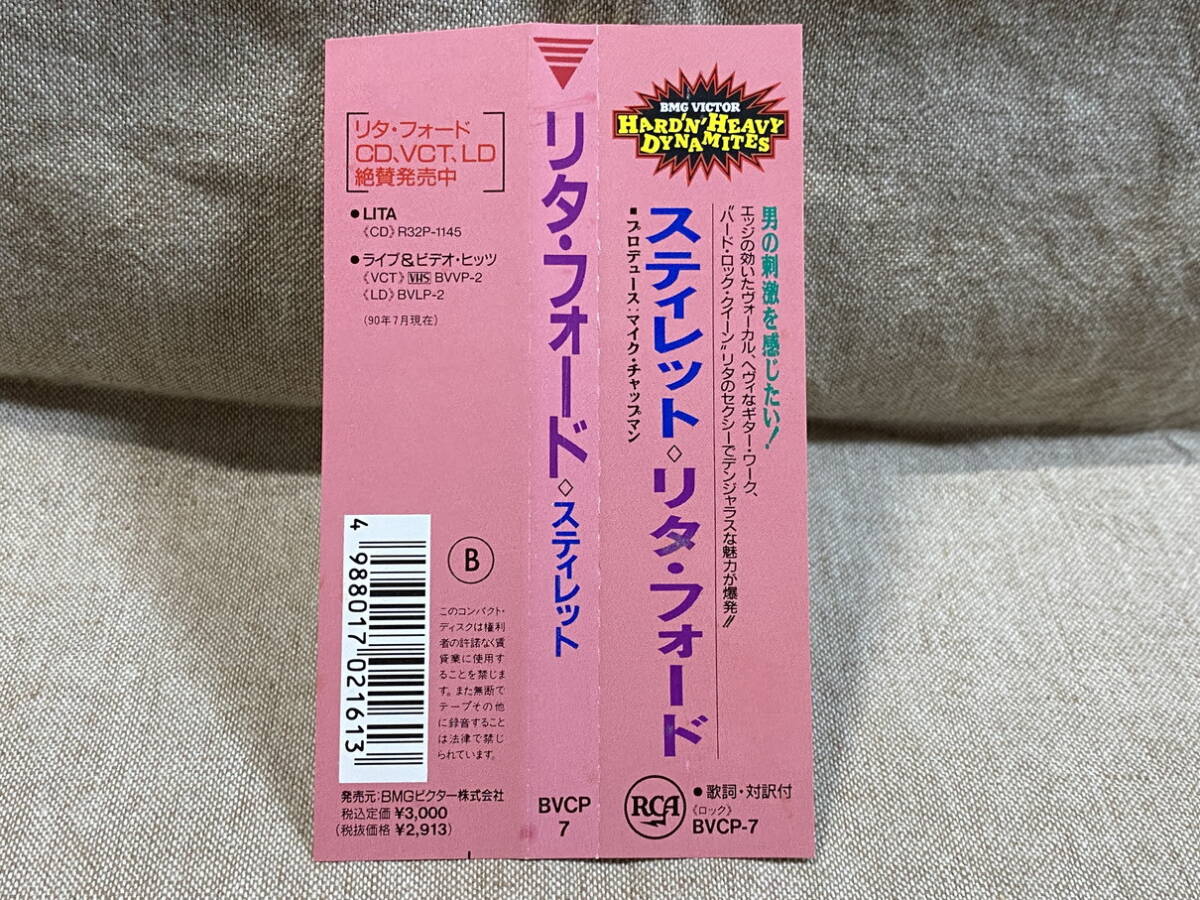 リタ・フォード
CD、VCT、LD
絶賛発売中
●LITA
《CD》R32P-1145
●ライブ&ビデオ・ヒッツ
《VCT》VHS BVVP-2
《LD》BVLP-2
(90年7月現在)
4 988017 021613
B
このコンパクト・
ディスクは権利
者の許諾なく賃
貸業に使用す
ることを禁じま
す。また無断で
テープその他
に録音すること
は法律で禁じ
られています。
発売元:BMGビクター株式会社
税込定価 ¥3,000
(税抜価格 ¥2,913)
リタ・フォード◇スティレット
BVCP
7
BMG VICTOR
HARD'N'HEAVY
DYNAMITES
男の刺激を感じたい!
エッジの効いたヴォーカル、ヘヴィなギター・ワーク、
“ハード・ロック・クイーン”リタのセクシーでデンジャラスな魅力が爆発!!
スティレット◇リタ・フォード
■プロデュース:マイク・チャップマン
RCA
●歌詞・対訳付
《ロック》
BVCP-7